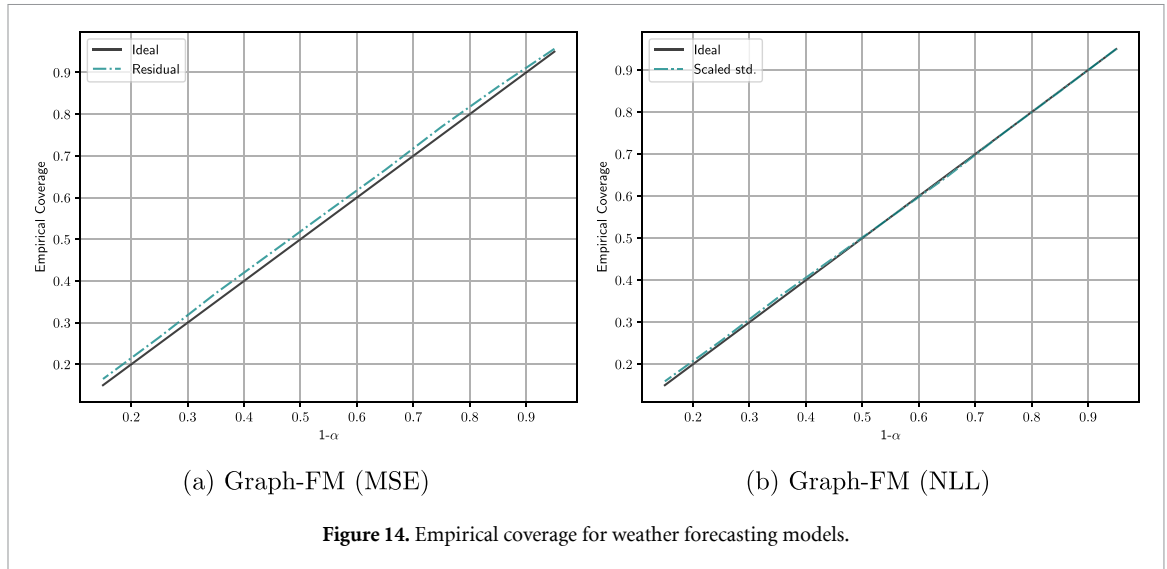 Ideal
Residual
0.9
0.8
0.7
0.6
0.5
0.4
0.3
0.2
Empirical Coverage
0.2 0.3 0.4 0.5 0.6 0.7 0.8 0.9
1-α
(a) Graph-FM (MSE)
Ideal
Scaled std.
0.9
0.8
0.7
0.6
0.5
0.4
0.3
0.2
Empirical Coverage
0.2 0.3 0.4 0.5 0.6 0.7 0.8 0.9
1-α
(b) Graph-FM (NLL)
Figure 14. Empirical coverage for weather forecasting models.